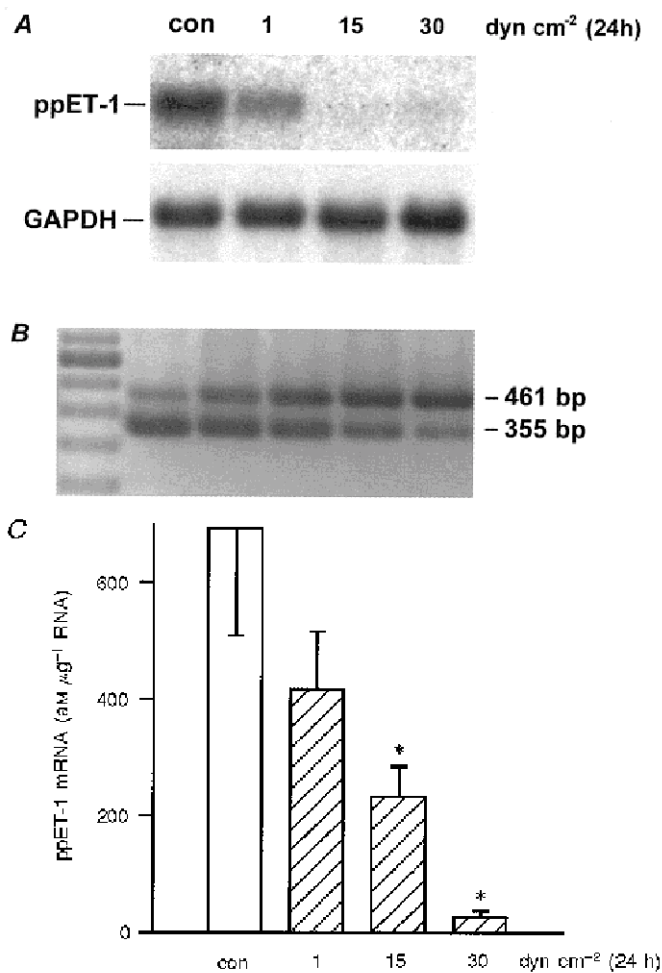 A con 1 15 30 dyn cm⁻² (24h)
ppET-1
GAPDH
B
461 bp
355 bp
C
ppET-1 mRNA (aM μg⁻¹ RNA)
600
400
200
0
*
*
con 1 15 30 dyn cm⁻² (24 h)